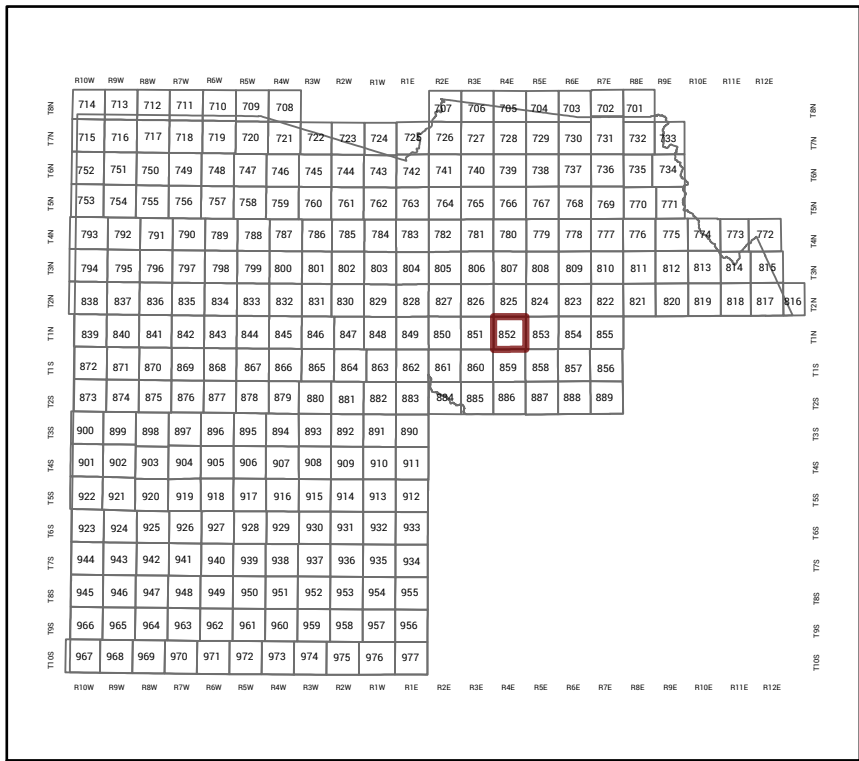 R10W R9W R8W R7W R6W R5W R4W R3W R2W R1W R1E R2E R3E R4E R5E R6E R7E R8E R9E R10E R11E R12E
T8N 714 713 712 711 710 709 708 707 706 705 704 703 702 701 T8N
T7N 715 716 717 718 719 720 721 722 723 724 725 726 727 728 729 730 731 732 733 T7N
T6N 752 751 750 749 748 747 746 745 744 743 742 741 740 739 738 737 736 735 734 T6N
T5N 753 754 755 756 757 758 759 760 761 762 763 764 765 766 767 768 769 770 771 T5N
T4N 793 792 791 790 789 788 787 786 785 784 783 782 781 780 779 778 777 776 775 774 773 772 T4N
T3N 794 795 796 797 798 799 800 801 802 803 804 805 806 807 808 809 810 811 812 813 814 815 T3N
T2N 838 837 836 835 834 833 832 831 830 829 828 827 826 825 824 823 822 821 820 819 818 817 816 T2N
T1N 839 840 841 842 843 844 845 846 847 848 849 850 851 852 853 854 855 T1N
T1S 872 871 870 869 868 867 866 865 864 863 862 861 860 859 858 857 856 T1S
T2S 873 874 875 876 877 878 879 880 881 882 883 884 885 886 887 888 889 T2S
T3S 900 899 898 897 896 895 894 893 892 891 890 T3S
T4S 901 902 903 904 905 906 907 908 909 910 911 T4S
T5S 922 921 920 919 918 917 916 915 914 913 912 T5S
T6S 923 924 925 926 927 928 929 930 931 932 933 T6S
T7S 944 943 942 941 940 939 938 937 936 935 934 T7S
T8S 945 946 947 948 949 950 951 952 953 954 955 T8S
T9S 966 965 964 963 962 961 960 959 958 957 956 T9S
T10S 967 968 969 970 971 972 973 974 975 976 977 T10S
R10W R9W R8W R7W R6W R5W R4W R3W R2W R1W R1E R2E R3E R4E R5E R6E R7E R8E R9E R10E R11E R12E